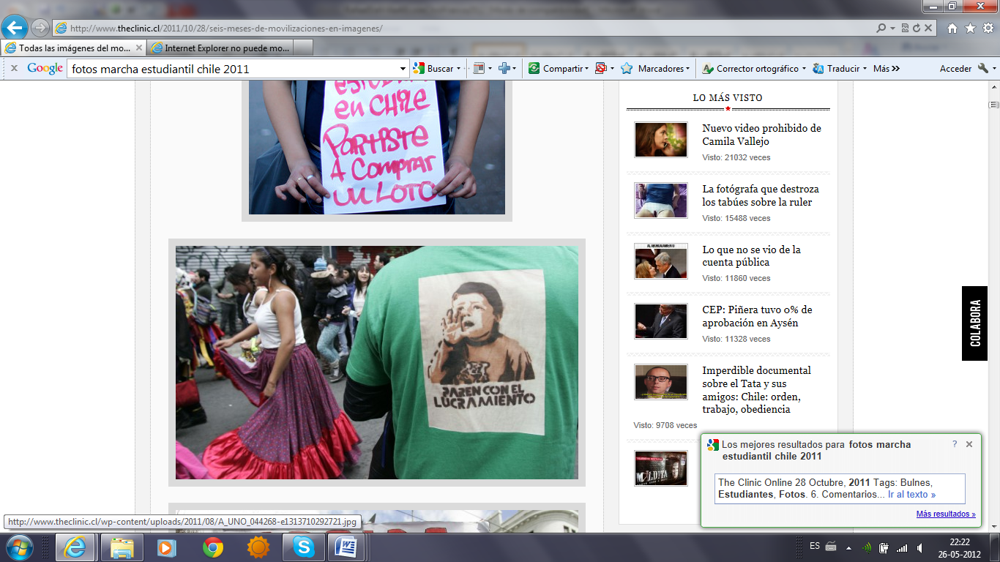 http://www.theclinic.cl/2011/10/28/seis-meses-de-movilizaciones-en-imagenes/
Todas las imágenes del mo...
Internet Explorer no puede mo...
Google
fotos marcha estudiantil chile 2011
Buscar
Compartir
Marcadores
Corrector ortográfico
Traducir
Más
Acceder
en CHilE
PARTISTE
A Comprar
un LOTO
PAREN CON EL
LUCRAMIENTO
LO MÁS VISTO
Nuevo video prohibido de
Camila Vallejo
Visto: 21032 veces
La fotógrafa que destroza
los tabúes sobre la ruler
Visto: 15488 veces
Lo que no se vio de la
cuenta pública
Visto: 11860 veces
CEP: Piñera tuvo 0% de
aprobación en Aysén
Visto: 11328 veces
Imperdible documental
sobre el Tata y sus
amigos: Chile: orden,
trabajo, obediencia
Visto: 9708 veces
MALDITA
COLABORA
Los mejores resultados para fotos marcha
estudiantil chile 2011
The Clinic Online 28 Octubre, 2011 Tags: Bulnes,
Estudiantes, Fotos. 6. Comentarios... Ir al texto »
Más resultados »
http://www.theclinic.cl/wp-content/uploads/2011/08/A_UNO_044268-e1313710292721.jpg
ES
22:22
26-05-2012